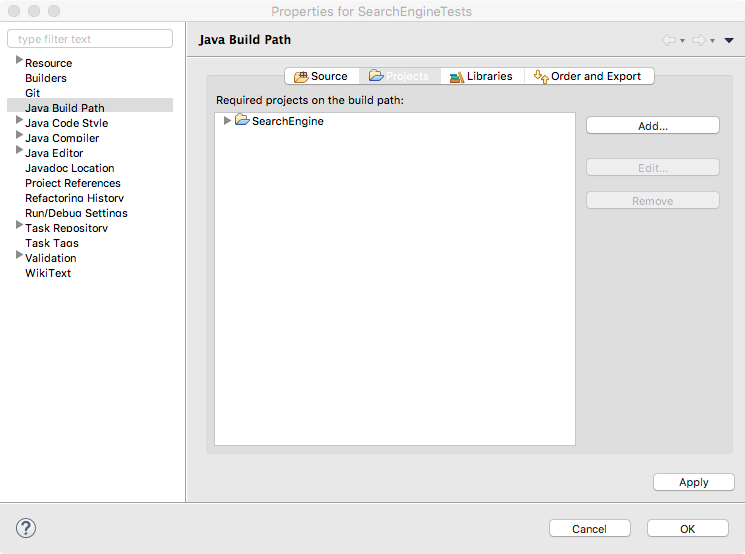 Properties for SearchEngineTests
type filter text
Resource
Builders
Git
Java Build Path
Java Code Style
Java Compiler
Java Editor
Javadoc Location
Project References
Refactoring History
Run/Debug Settings
Task Repository
Task Tags
Validation
WikiText
Java Build Path
Source Projects Libraries Order and Export
Required projects on the build path:
SearchEngine
Add...
Edit...
Remove
Apply
?
Cancel OK